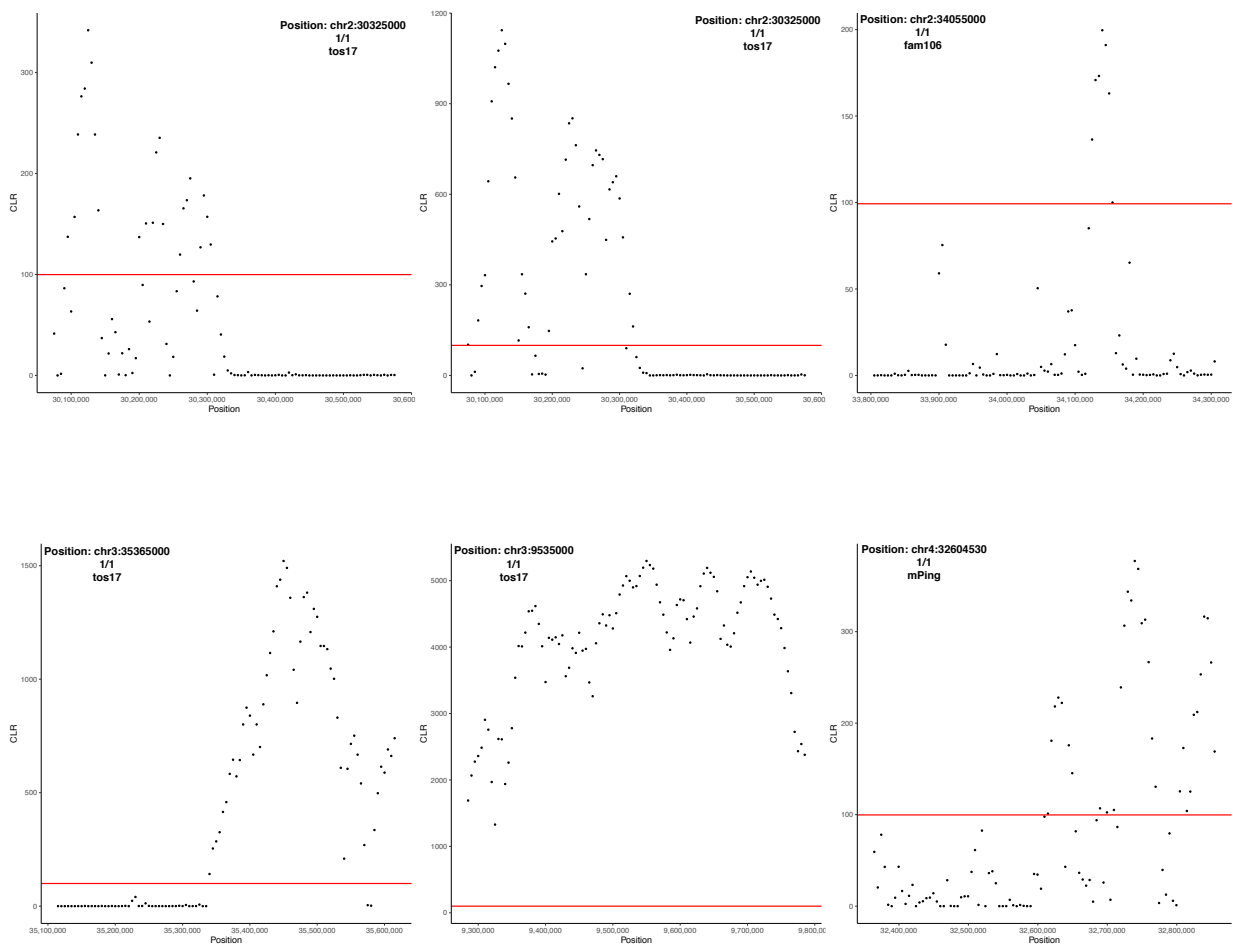 Position: chr2:30325000
1/1
tos17
CLR
300
200
100
0
30,100,000 30,200,000 30,300,000 30,400,000 30,500,000 30,600
Position
Position: chr2:30325000
1/1
tos17
CLR
1200
900
600
300
0
30,100,000 30,200,000 30,300,000 30,400,000 30,500,000 30,600
Position
Position: chr2:34055000
1/1
fam106
CLR
200
150
100
50
0
33,800,000 33,900,000 34,000,000 34,100,000 34,200,000 34,300,000
Position
Position: chr3:35365000
1/1
tos17
CLR
1500
1000
500
0
35,100,000 35,200,000 35,300,000 35,400,000 35,500,000 35,600,000
Position
Position: chr3:9535000
1/1
tos17
CLR
5000
4000
3000
2000
1000
0
9,300,000 9,400,000 9,500,000 9,600,000 9,700,000 9,800,0
Position
Position: chr4:32604530
1/1
mPing
CLR
300
200
100
0
32,400,000 32,500,000 32,600,000 32,700,000 32,800,000
Position